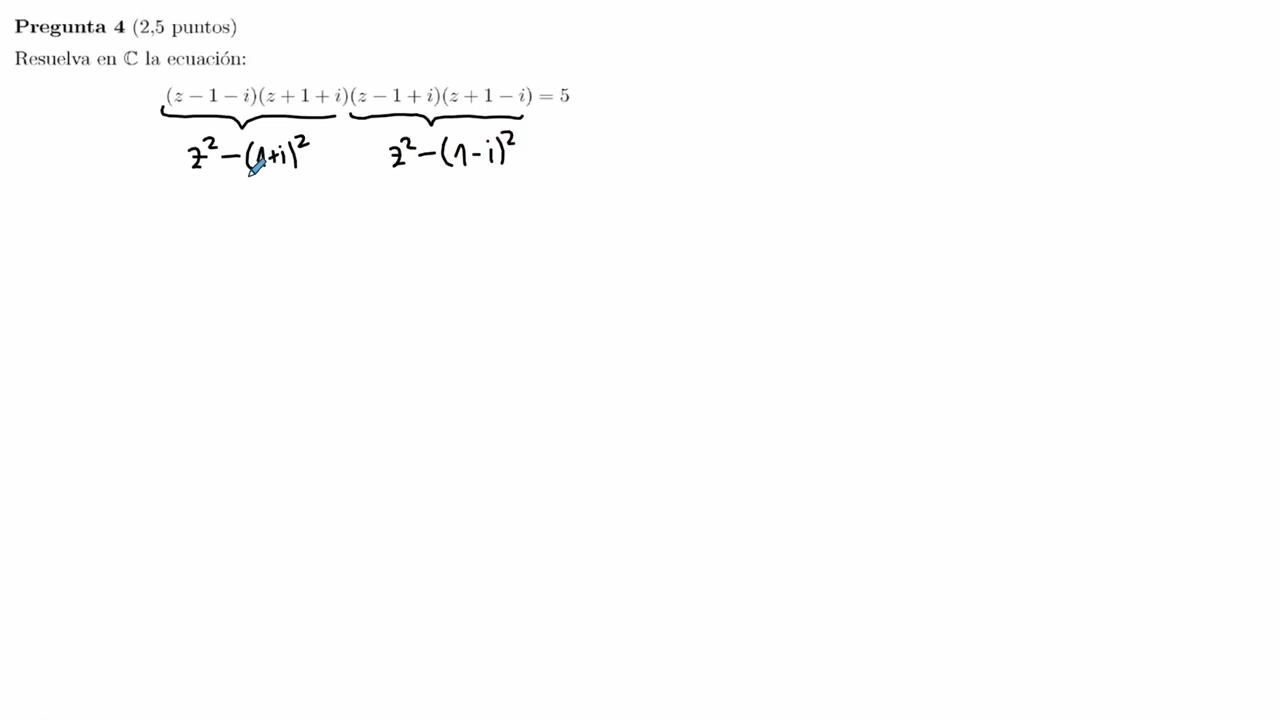 Pregunta 4 (2,5 puntos)
Resuelva en ℂ la ecuación:
(z − 1 − i)(z + 1 + i)(z − 1 + i)(z + 1 − i) = 5
z² − (1+i)² z² − (1 − i)²